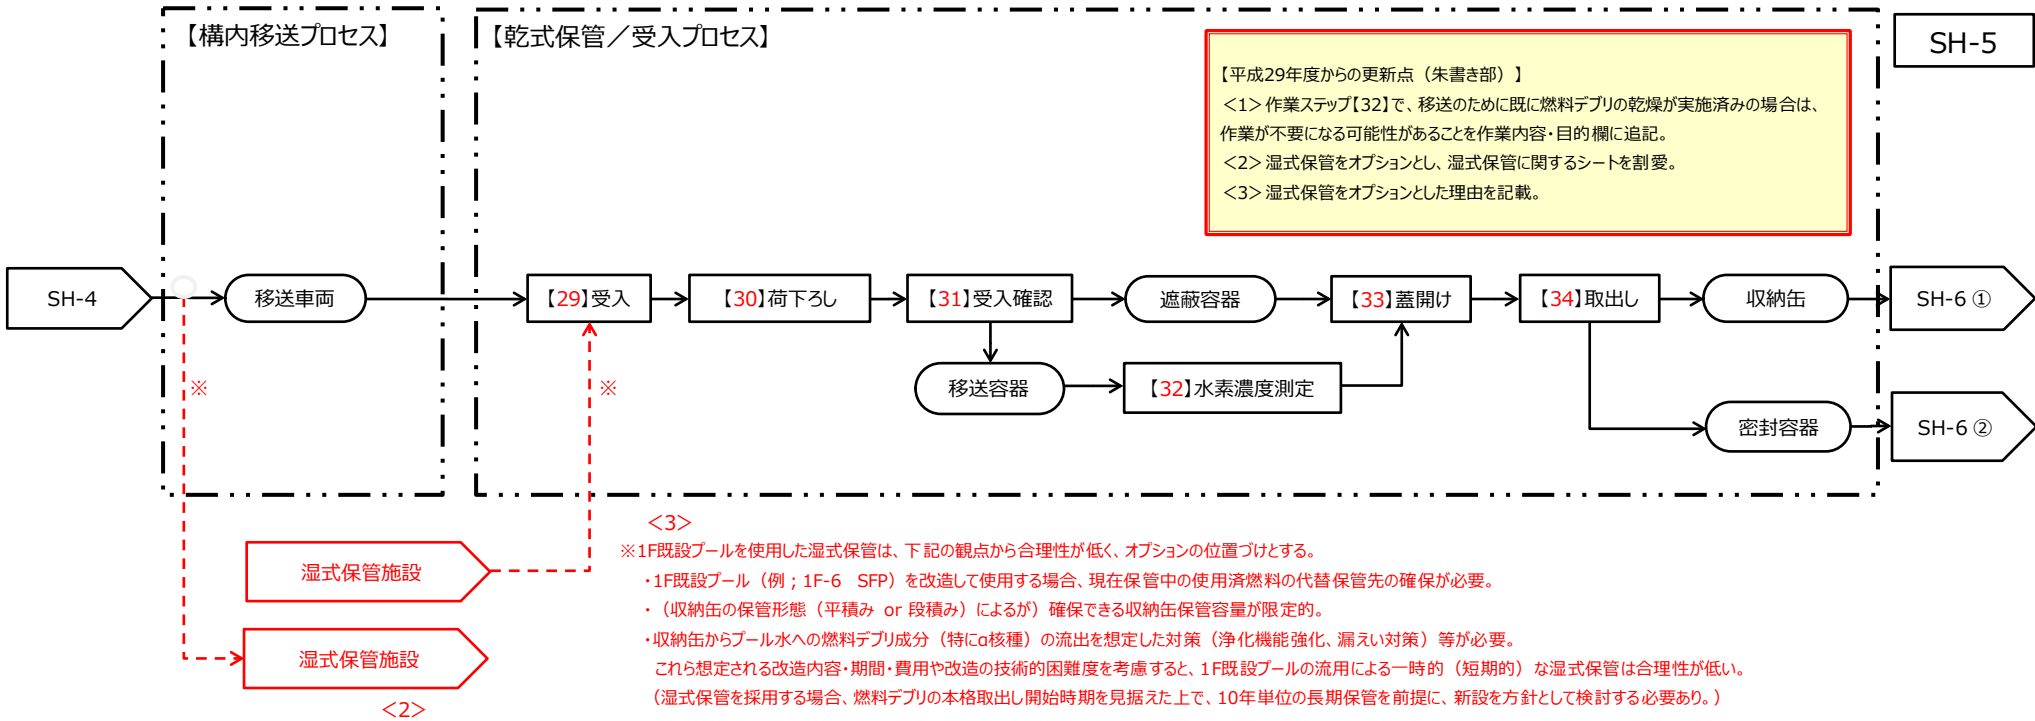 【構内移送プロセス】
【乾式保管／受入プロセス】
SH-5
【平成29年度からの更新点（朱書き部）】
＜1＞作業ステップ【32】で、移送のために既に燃料デブリの乾燥が実施済みの場合は、
作業が不要になる可能性があることを作業内容・目的欄に追記。
＜2＞湿式保管をオプションとし、湿式保管に関するシートを割愛。
＜3＞湿式保管をオプションとした理由を記載。
SH-4
移送車両
【29】受入
【30】荷下ろし
【31】受入確認
遮蔽容器
【33】蓋開け
【34】取出し
収納缶
SH-6 ①
※
※
移送容器
【32】水素濃度測定
密封容器
SH-6 ②
＜3＞
※1F既設プールを使用した湿式保管は、下記の観点から合理性が低く、オプションの位置づけとする。
湿式保管施設
・1F既設プール（例；1F-6 SFP）を改造して使用する場合、現在保管中の使用済燃料の代替保管先の確保が必要。
・（収納缶の保管形態（平積み or 段積み）によるが）確保できる収納缶保管容量が限定的。
・収納缶からプール水への燃料デブリ成分（特にα核種）の流出を想定した対策（浄化機能強化、漏えい対策）等が必要。
湿式保管施設
これら想定される改造内容・期間・費用や改造の技術的困難度を考慮すると、1F既設プールの流用による一時的（短期的）な湿式保管は合理性が低い。
（湿式保管を採用する場合、燃料デブリの本格取出し開始時期を見据えた上で、10年単位の長期保管を前提に、新設を方針として検討する必要あり。）
＜2＞